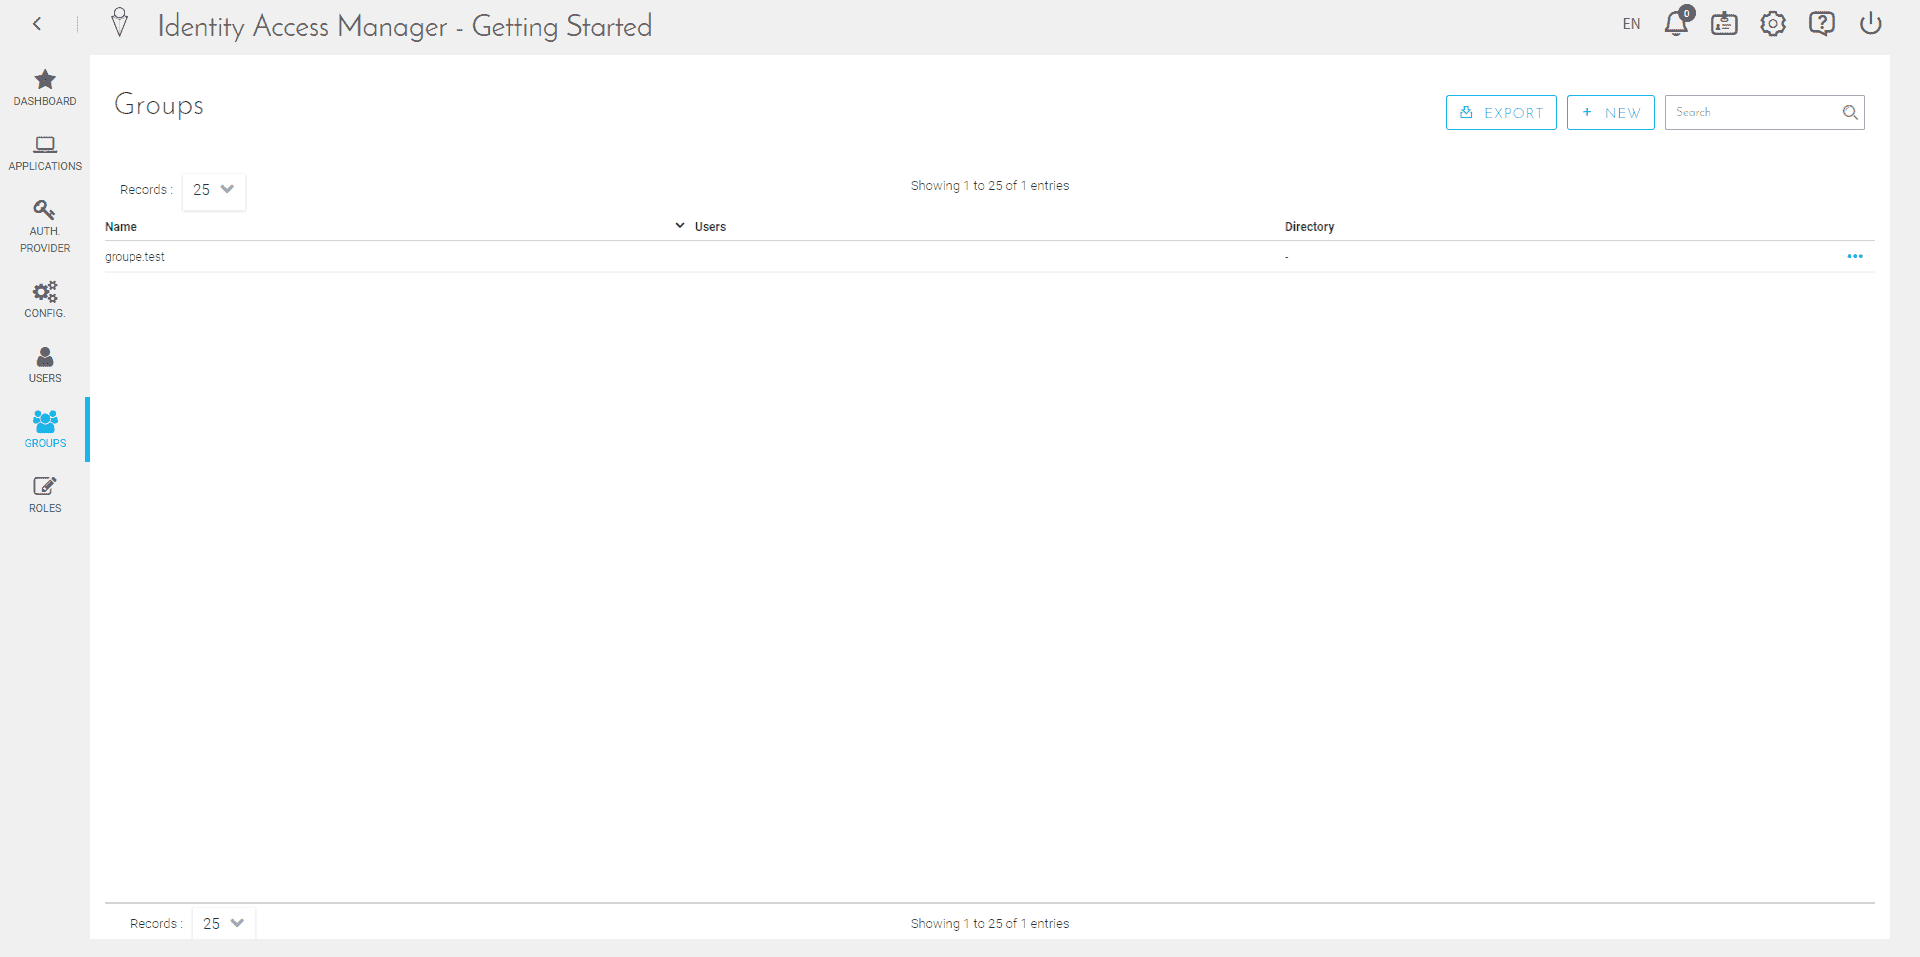 Identity Access Manager - Getting Started
EN
0
DASHBOARD
APPLICATIONS
AUTH.
PROVIDER
CONFIG.
USERS
GROUPS
ROLES
Groups
EXPORT
+ NEW
Search
Records :
25
Showing 1 to 25 of 1 entries
Name
Users
Directory
groupe.test
-
Records :
25
Showing 1 to 25 of 1 entries